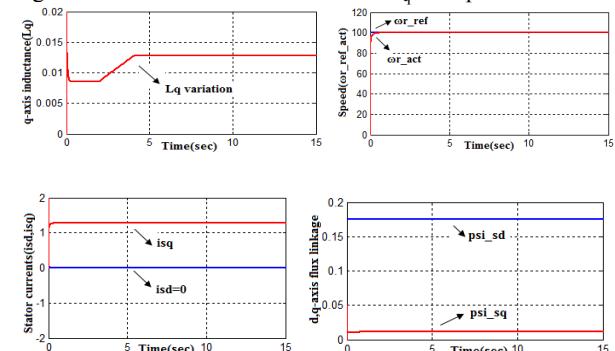 q
0.02
0.015
0.01
0.005
0
0
5
10
15
q-axis inductance(Lq)
Lq variation
Time(sec)
120
100
80
60
40
20
0
0
5
10
15
Speed(ωr_ref_act)
ωr_ref
ωr_act
Time(sec)
2
1
0
-1
-2
0
5
10
15
Stator currents(isd,isq)
isq
isd=0
Time(sec)
0.2
0.15
0.1
0.05
0
0
5
10
15
d,q-axis flux linkage
psi_sd
psi_sq
Time(sec)